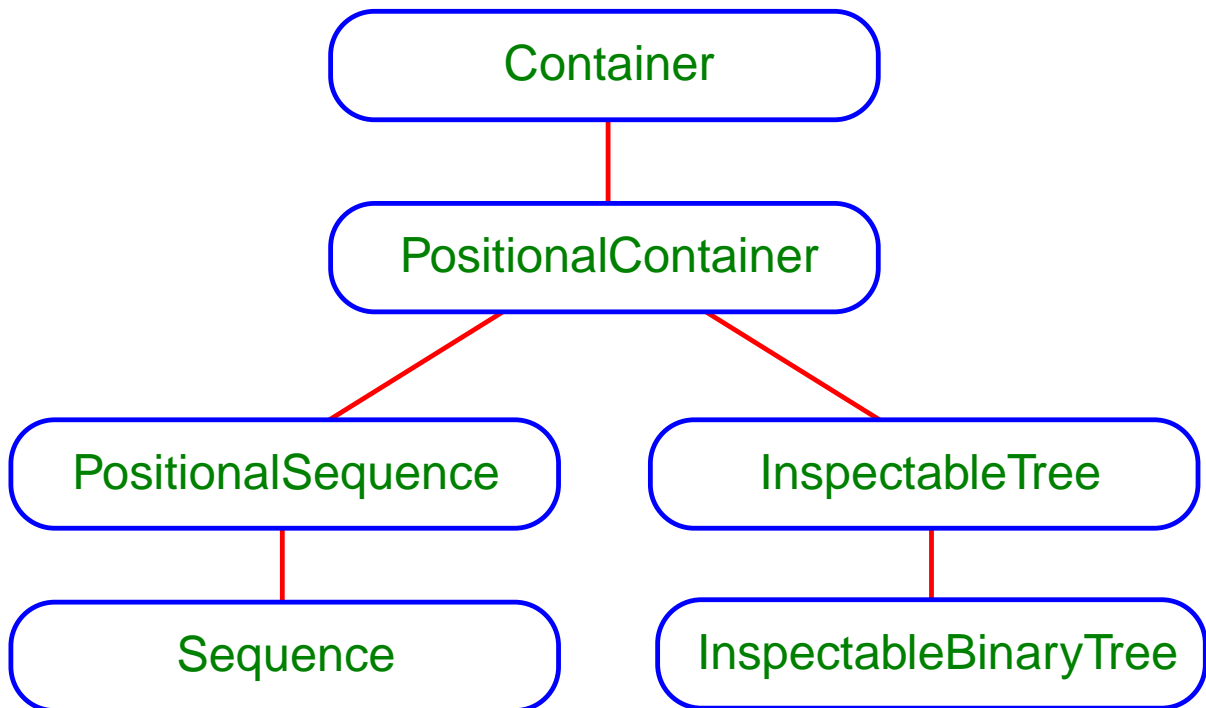 Container
PositionalContainer
PositionalSequence
InspectableTree
Sequence
InspectableBinaryTree